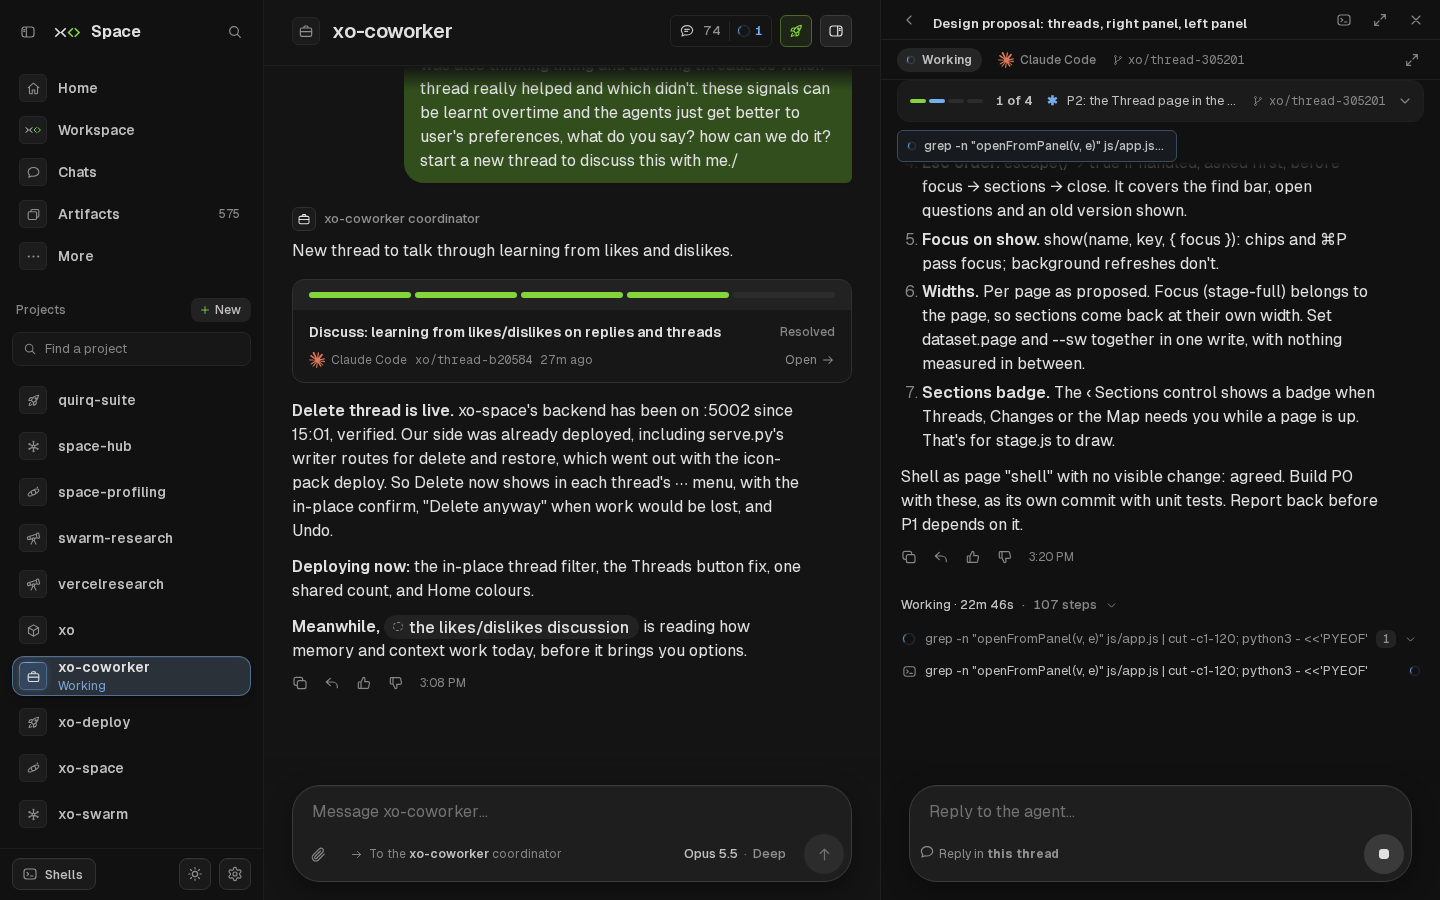 Space
Home
Workspace
Chats
Artifacts 575
More
Projects
+ New
Find a project
quirq-suite
space-hub
space-profiling
swarm-research
vercelresearch
xo
xo-coworker
Working
xo-deploy
xo-space
xo-swarm
Shells
xo-coworker
74
1
thread really helped and which didn't. these signals can
be learnt overtime and the agents just get better to
user's preferences, what do you say? how can we do it?
start a new thread to discuss this with me./
xo-coworker coordinator
New thread to talk through learning from likes and dislikes.
Discuss: learning from likes/dislikes on replies and threads Resolved
Claude Code xo/thread-b20584 27m ago Open →
Delete thread is live. xo-space's backend has been on :5002 since
15:01, verified. Our side was already deployed, including serve.py's
writer routes for delete and restore, which went out with the icon-
pack deploy. So Delete now shows in each thread's ··· menu, with the
in-place confirm, "Delete anyway" when work would be lost, and
Undo.
Deploying now: the in-place thread filter, the Threads button fix, one
shared count, and Home colours.
Meanwhile, the likes/dislikes discussion is reading how
memory and context work today, before it brings you options.
3:08 PM
Message xo-coworker...
→ To the xo-coworker coordinator
Opus 5.5 · Deep
Design proposal: threads, right panel, left panel
Working Claude Code xo/thread-305201
1 of 4 P2: the Thread page in the ... xo/thread-305201
grep -n "openFromPanel(v, e)" js/app.js...
4. Esc order. escape() → true if handled, asked first, before
focus → sections → close. It covers the find bar, open
questions and an old version shown.
5. Focus on show. show(name, key, { focus }): chips and ⌘P
pass focus; background refreshes don't.
6. Widths. Per page as proposed. Focus (stage-full) belongs to
the page, so sections come back at their own width. Set
dataset.page and --sw together in one write, with nothing
measured in between.
7. Sections badge. The ‹ Sections control shows a badge when
Threads, Changes or the Map needs you while a page is up.
That's for stage.js to draw.
Shell as page "shell" with no visible change: agreed. Build P0
with these, as its own commit with unit tests. Report back before
P1 depends on it.
3:20 PM
Working · 22m 46s · 107 steps
grep -n "openFromPanel(v, e)" js/app.js | cut -c1-120; python3 - <<'PYEOF' 1
grep -n "openFromPanel(v, e)" js/app.js | cut -c1-120; python3 - <<'PYEOF'
Reply to the agent...
Reply in this thread